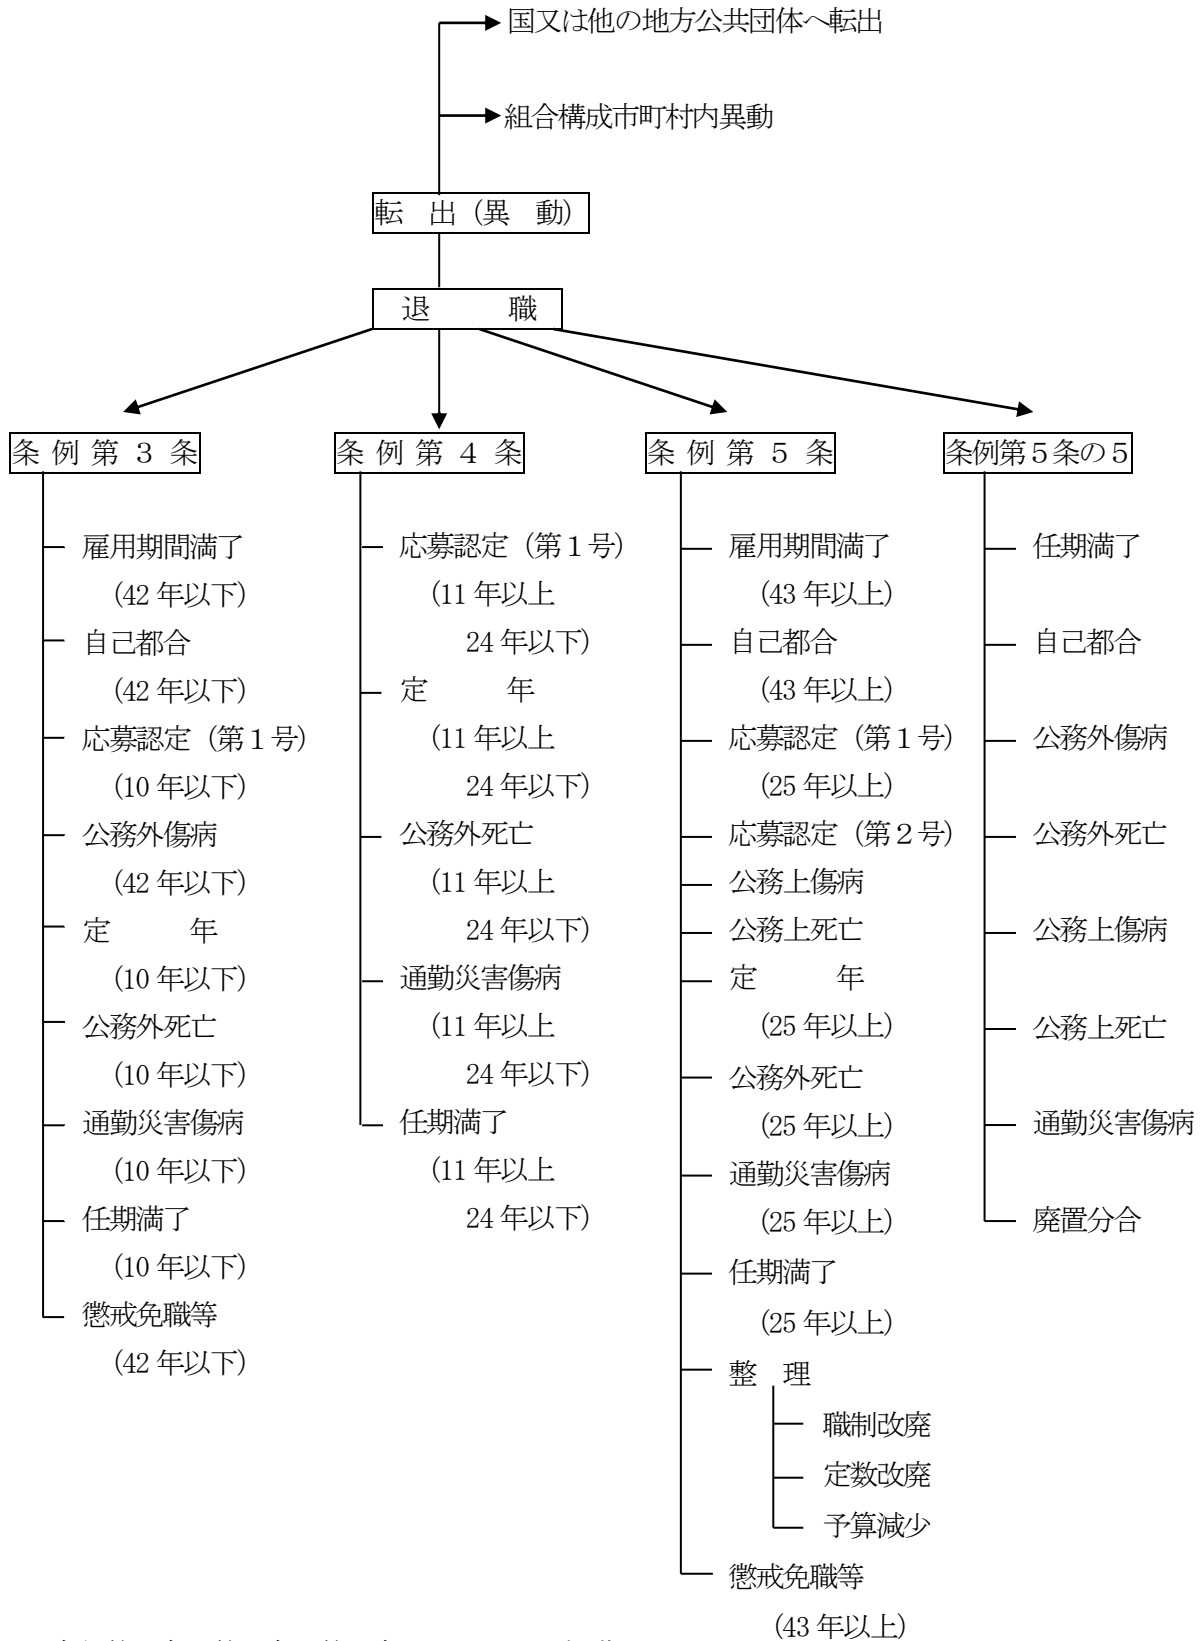 国又は他の地方公共団体へ転出
組合構成市町村内異動
転　出（異　動）
退　　　職
条 例 第 3 条
雇用期間満了
（42 年以下）
自己都合
（42 年以下）
応募認定（第１号）
（10 年以下）
公務外傷病
（42 年以下）
定　　　年
（10 年以下）
公務外死亡
（10 年以下）
通勤災害傷病
（10 年以下）
任期満了
（10 年以下）
懲戒免職等
（42 年以下）
条 例 第 4 条
応募認定（第１号）
（11 年以上
24 年以下）
定　　　年
（11 年以上
24 年以下）
公務外死亡
（11 年以上
24 年以下）
通勤災害傷病
（11 年以上
24 年以下）
任期満了
（11 年以上
24 年以下）
条 例 第 5 条
雇用期間満了
（43 年以上）
自己都合
（43 年以上）
応募認定（第１号）
（25 年以上）
応募認定（第２号）
公務上傷病
公務上死亡
定　　　年
（25 年以上）
公務外死亡
（25 年以上）
通勤災害傷病
（25 年以上）
任期満了
（25 年以上）
整　理
職制改廃
定数改廃
予算減少
懲戒免職等
（43 年以上）
条例第５条の５
任期満了
自己都合
公務外傷病
公務外死亡
公務上傷病
公務上死亡
通勤災害傷病
廃置分合